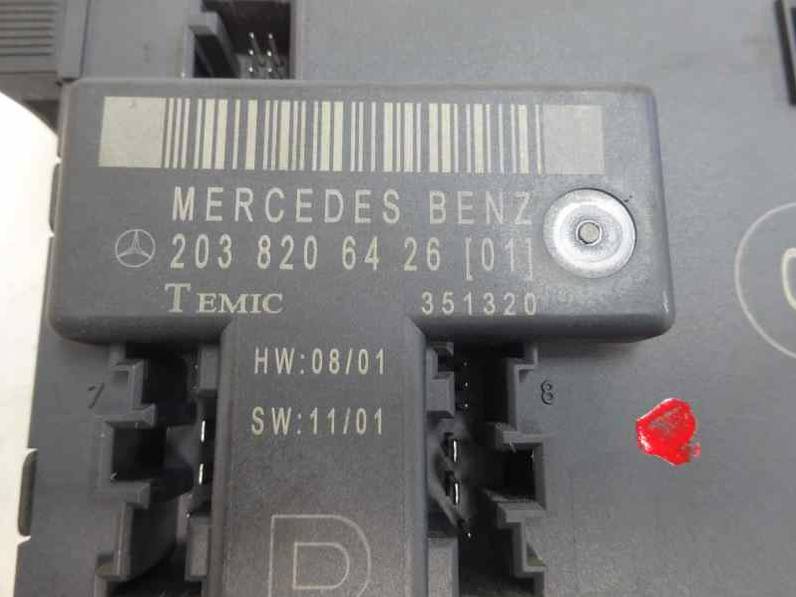 MERCEDES BENZ
203 820 64 26 [01]
TEMIC 351320
HW:08/01
SW:11/01
7 8